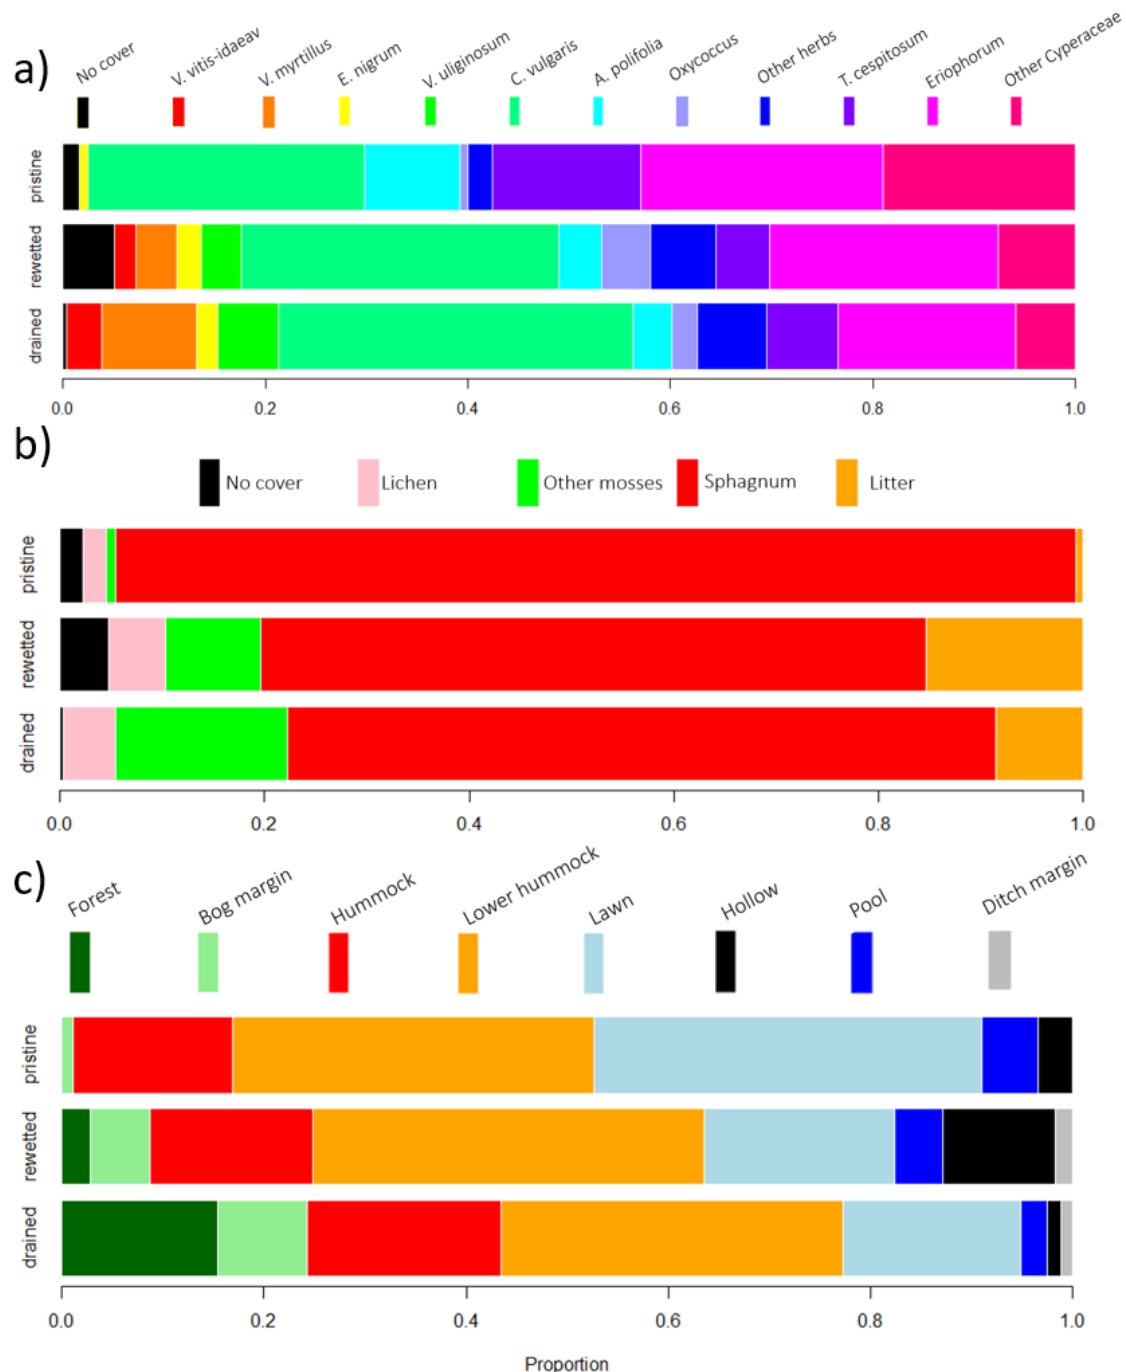 a)
No cover
V. vitis-idaeav
V. myrtillus
E. nigrum
V. uliginosum
C. vulgaris
A. polifolia
Oxycoccus
Other herbs
T. cespitosum
Eriophorum
Other Cyperaceae
pristine
rewetted
drained
0.0 0.2 0.4 0.6 0.8 1.0
b)
No cover Lichen Other mosses Sphagnum Litter
pristine
rewetted
drained
0.0 0.2 0.4 0.6 0.8 1.0
c)
Forest
Bog margin
Hummock
Lower hummock
Lawn
Hollow
Pool
Ditch margin
pristine
rewetted
drained
0.0 0.2 0.4 0.6 0.8 1.0
Proportion